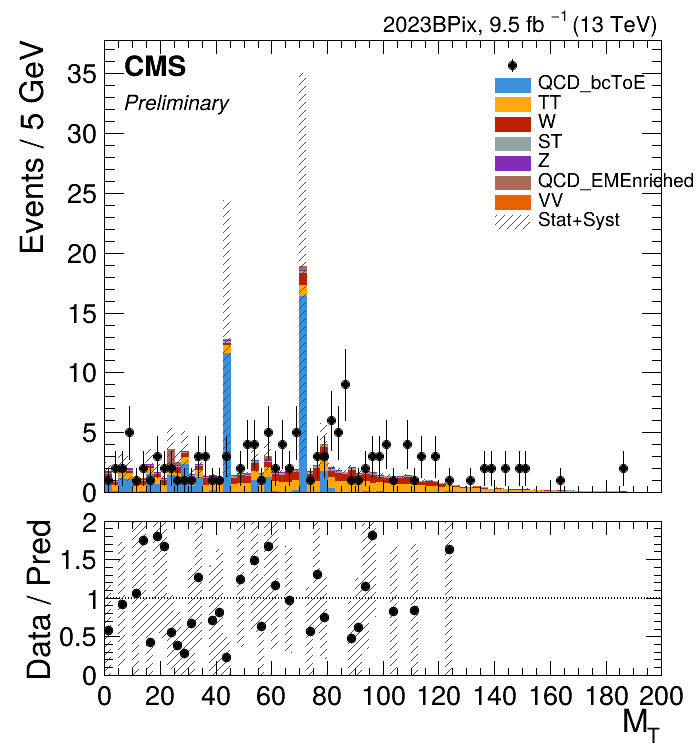 2023BPix, 9.5 fb⁻¹ (13 TeV)
CMS
Preliminary
QCD_bcToE
TT
W
ST
Z
QCD_EMEnriched
VV
Stat+Syst
Events / 5 GeV
35
30
25
20
15
10
5
0
Data / Pred
2
1.5
1
0.5
0
0 20 40 60 80 100 120 140 160 180 200
M_T